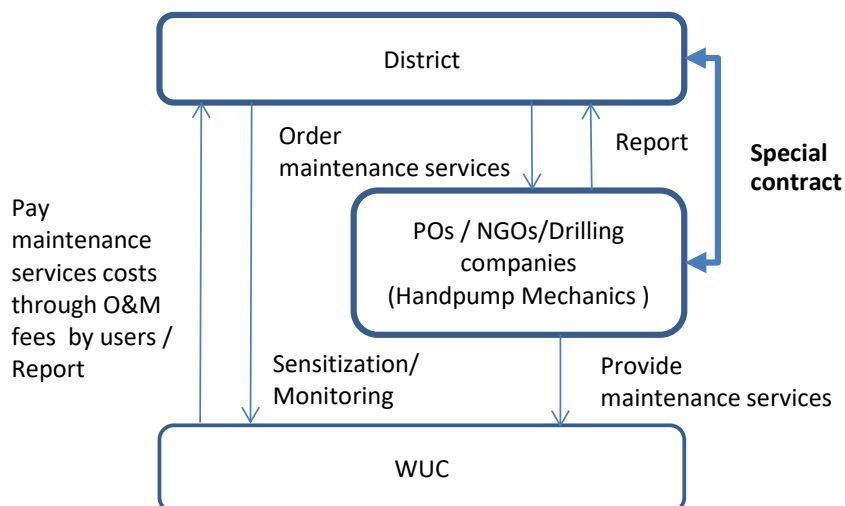 District
Order
maintenance services
Report
Special
contract
Pay
maintenance
services costs
through O&M
fees  by users /
Report
POs / NGOs/Drilling
companies
(Handpump Mechanics )
Sensitization/
Monitoring
Provide
maintenance services
WUC